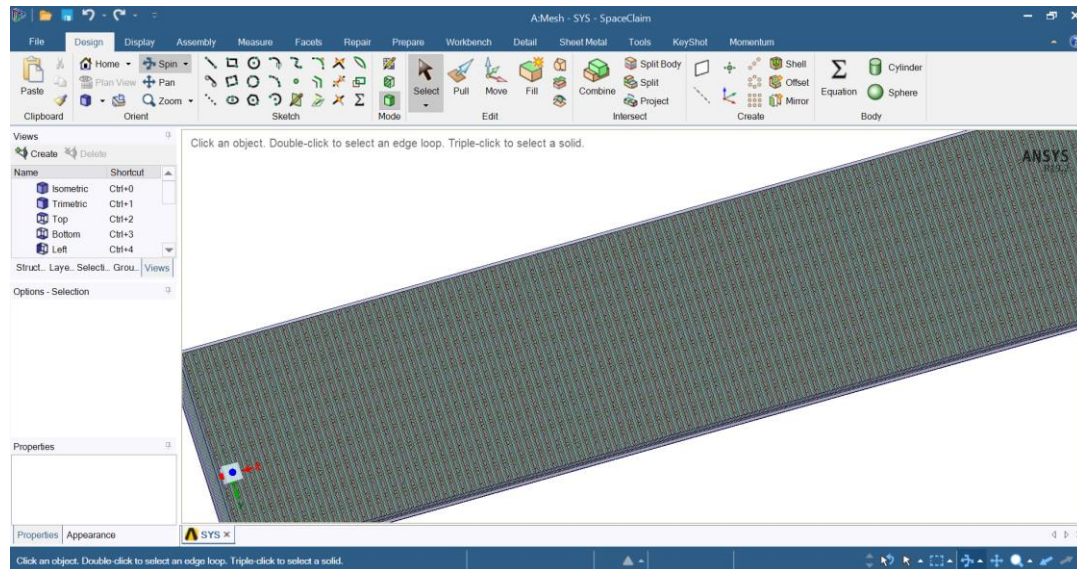 A:Mesh - SYS - SpaceClaim
File Design Display Assembly Measure Facets Repair Prepare Workbench Detail Sheet Metal Tools KeyShot Momentum
Paste
Home Spin
Plan View Pan
Zoom
Select Pull Move Fill
Combine
Split Body
Split
Project
Shell
Offset
Mirror
Equation
Cylinder
Sphere
Clipboard Orient Sketch Mode Edit Intersect Create Body
Views
Create Delete
Name Shortcut
Isometric Ctrl+0
Trimetric Ctrl+1
Top Ctrl+2
Bottom Ctrl+3
Left Ctrl+4
Struct... Laye... Selecti... Grou... Views
Options - Selection
Properties
Properties Appearance
Click an object. Double-click to select an edge loop. Triple-click to select a solid.
ANSYS
SYS
Click an object. Double-click to select an edge loop. Triple-click to select a solid.